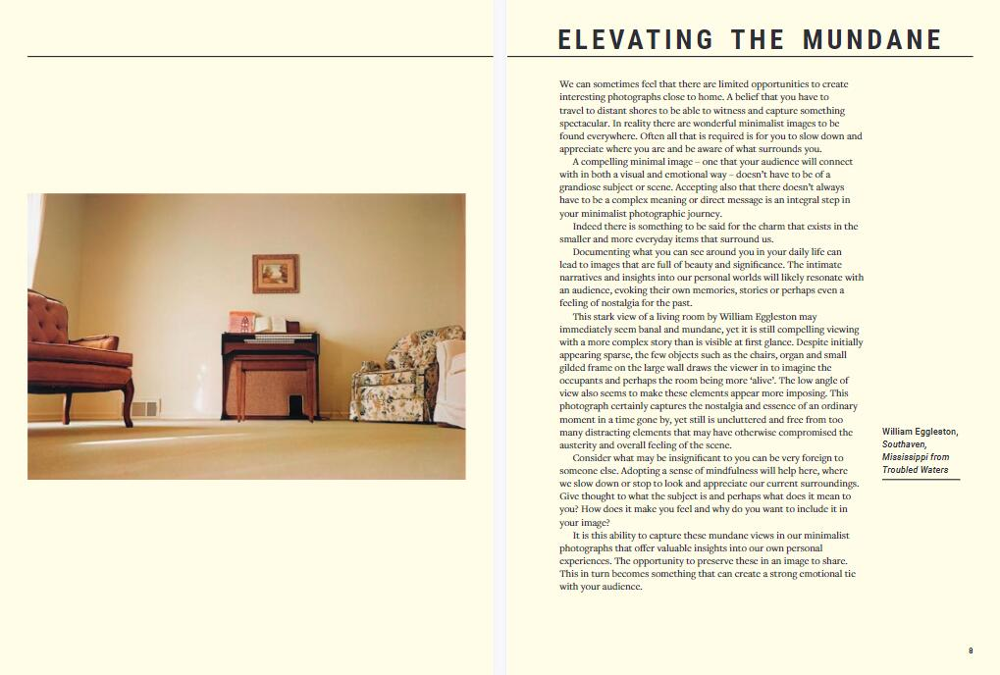 ELEVATING THE MUNDANE
We can sometimes feel that there are limited opportunities to create
interesting photographs close to home. A belief that you have to
travel to distant shores to be able to witness and capture something
spectacular. In reality there are wonderful minimalist images to be
found everywhere. Often all that is required is for you to slow down and
appreciate where you are and be aware of what surrounds you.
A compelling minimal image – one that your audience will connect
with in both a visual and emotional way – doesn't have to be of a
grandiose subject or scene. Accepting also that there doesn't always
have to be a complex meaning or direct message is an integral step in
your minimalist photographic journey.
Indeed there is something to be said for the charm that exists in the
smaller and more everyday items that surround us.
Documenting what you can see around you in your daily life can
lead to images that are full of beauty and significance. The intimate
narratives and insights into our personal worlds will likely resonate with
an audience, evoking their own memories, stories or perhaps even a
feeling of nostalgia for the past.
This stark view of a living room by William Eggleston may
immediately seem banal and mundane, yet it is still compelling viewing
with a more complex story than is visible at first glance. Despite initially
appearing sparse, the few objects such as the chairs, organ and small
gilded frame on the large wall draws the viewer in to imagine the
occupants and perhaps the room being more 'alive'. The low angle of
view also seems to make these elements appear more imposing. This
photograph certainly captures the nostalgia and essence of an ordinary
moment in a time gone by, yet still is uncluttered and free from too
many distracting elements that may have otherwise compromised the
austerity and overall feeling of the scene.
Consider what may be insignificant to you can be very foreign to
someone else. Adopting a sense of mindfulness will help here, where
we slow down or stop to look and appreciate our current surroundings.
Give thought to what the subject is and perhaps what does it mean to
you? How does it make you feel and why do you want to include it in
your image?
It is this ability to capture these mundane views in our minimalist
photographs that offer valuable insights into our own personal
experiences. The opportunity to preserve these in an image to share.
This in turn becomes something that can create a strong emotional tie
with your audience.
William Eggleston,
Southaven,
Mississippi from
Troubled Waters
8